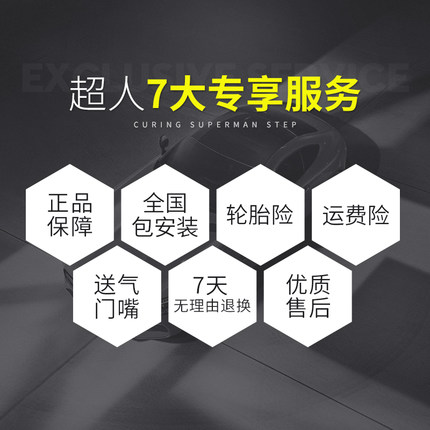 EXCLUSIVE SERVICE
超人7大专享服务
CURING SUPERMAN STEP
正品
保障
全国
包安装
轮胎险
运费险
送气
门嘴
7天
无理由退换
优质
售后